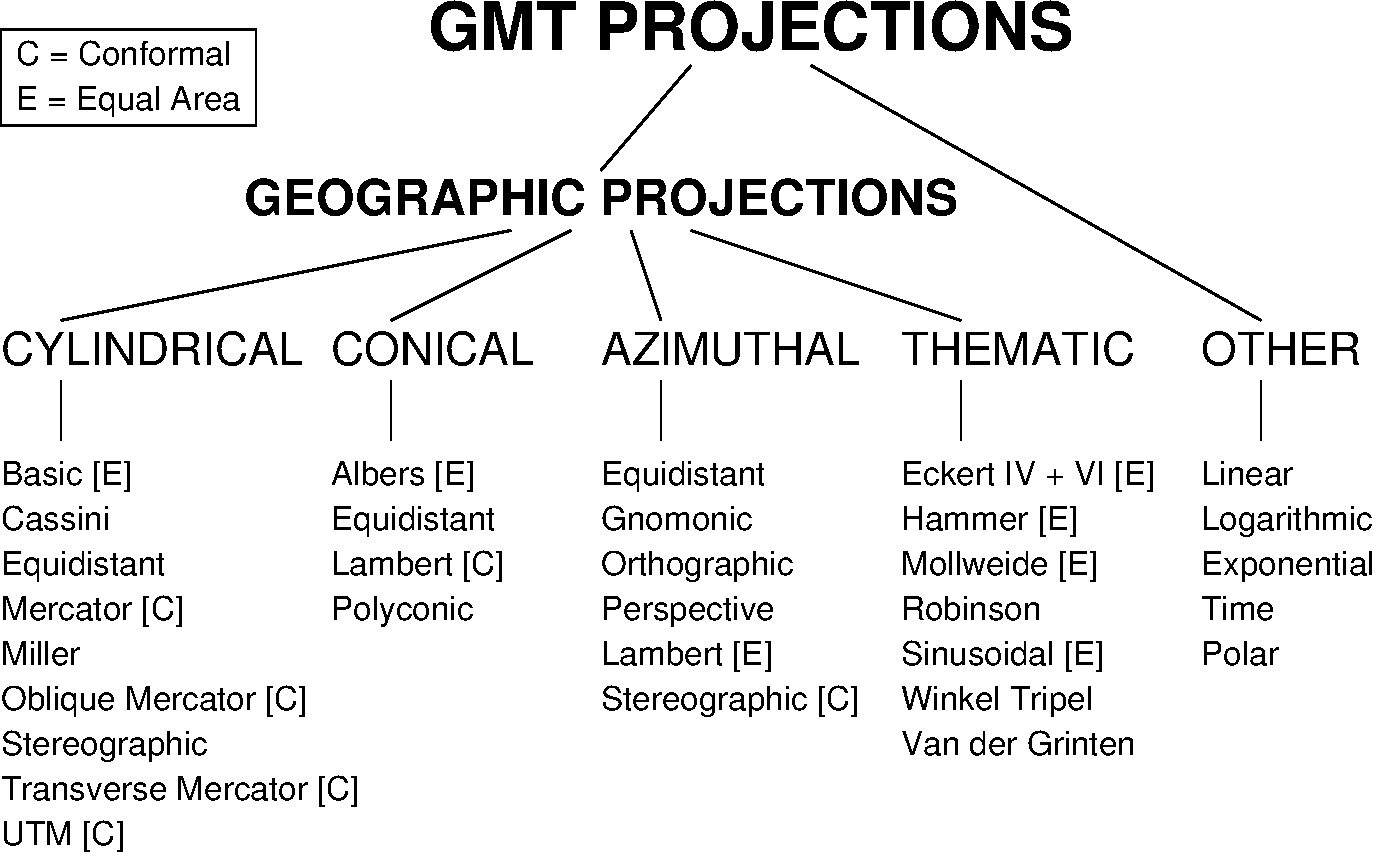 GMT PROJECTIONS
C = Conformal
E = Equal Area
GEOGRAPHIC PROJECTIONS
CYLINDRICAL
Basic [E]
Cassini
Equidistant
Mercator [C]
Miller
Oblique Mercator [C]
Stereographic
Transverse Mercator [C]
UTM [C]
CONICAL
Albers [E]
Equidistant
Lambert [C]
Polyconic
AZIMUTHAL
Equidistant
Gnomonic
Orthographic
Perspective
Lambert [E]
Stereographic [C]
THEMATIC
Eckert IV + VI [E]
Hammer [E]
Mollweide [E]
Robinson
Sinusoidal [E]
Winkel Tripel
Van der Grinten
OTHER
Linear
Logarithmic
Exponential
Time
Polar